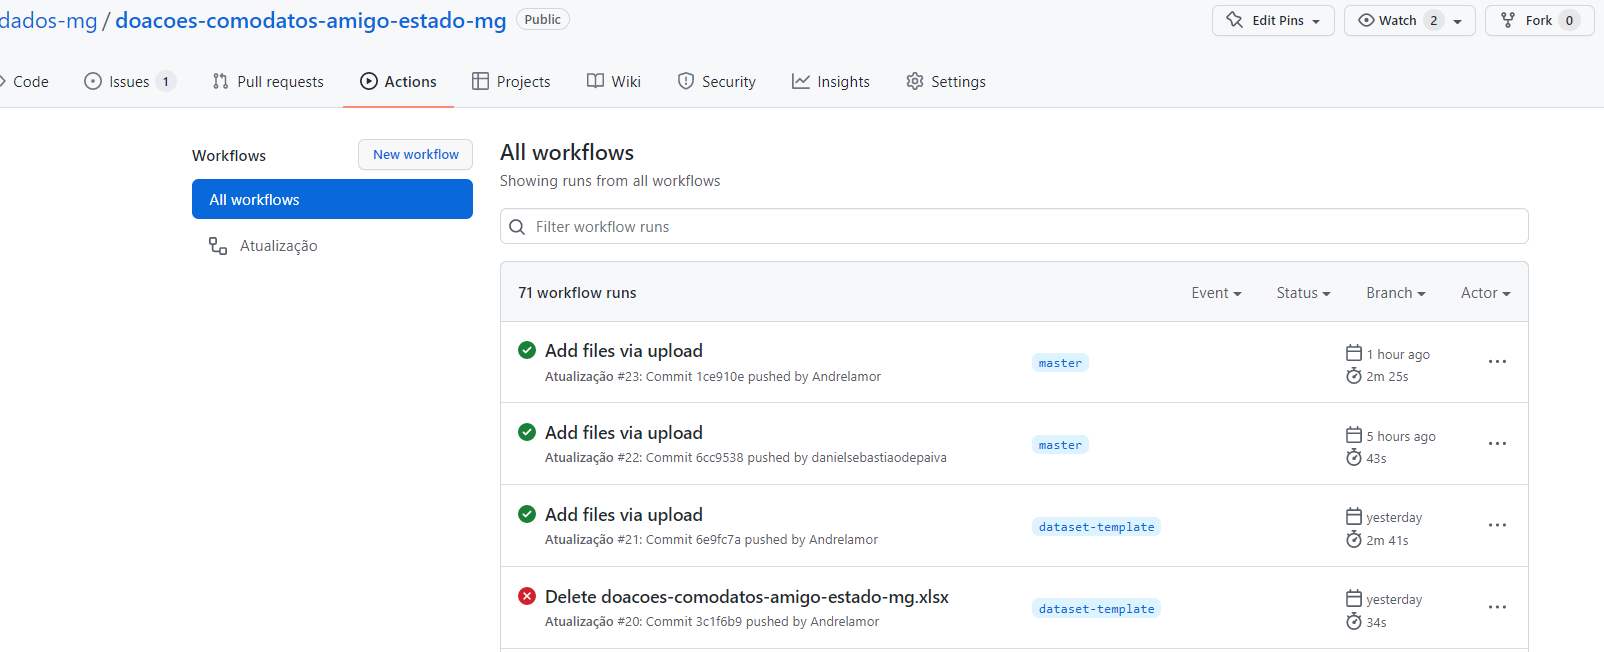 dados-mg / doacoes-comodatos-amigo-estado-mg Public Edit Pins Watch 2 Fork 0
Code Issues 1 Pull requests Actions Projects Wiki Security Insights Settings
Workflows New workflow
All workflows
Atualização
All workflows
Showing runs from all workflows
Filter workflow runs
71 workflow runs Event Status Branch Actor
Add files via upload
Atualização #23: Commit 1ce910e pushed by Andrelamor
master
1 hour ago
2m 25s
Add files via upload
Atualização #22: Commit 6cc9538 pushed by danielsebastiaodepaiva
master
5 hours ago
43s
Add files via upload
Atualização #21: Commit 6e9fc7a pushed by Andrelamor
dataset-template
yesterday
2m 41s
Delete doacoes-comodatos-amigo-estado-mg.xlsx
Atualização #20: Commit 3c1f6b9 pushed by Andrelamor
dataset-template
yesterday
34s